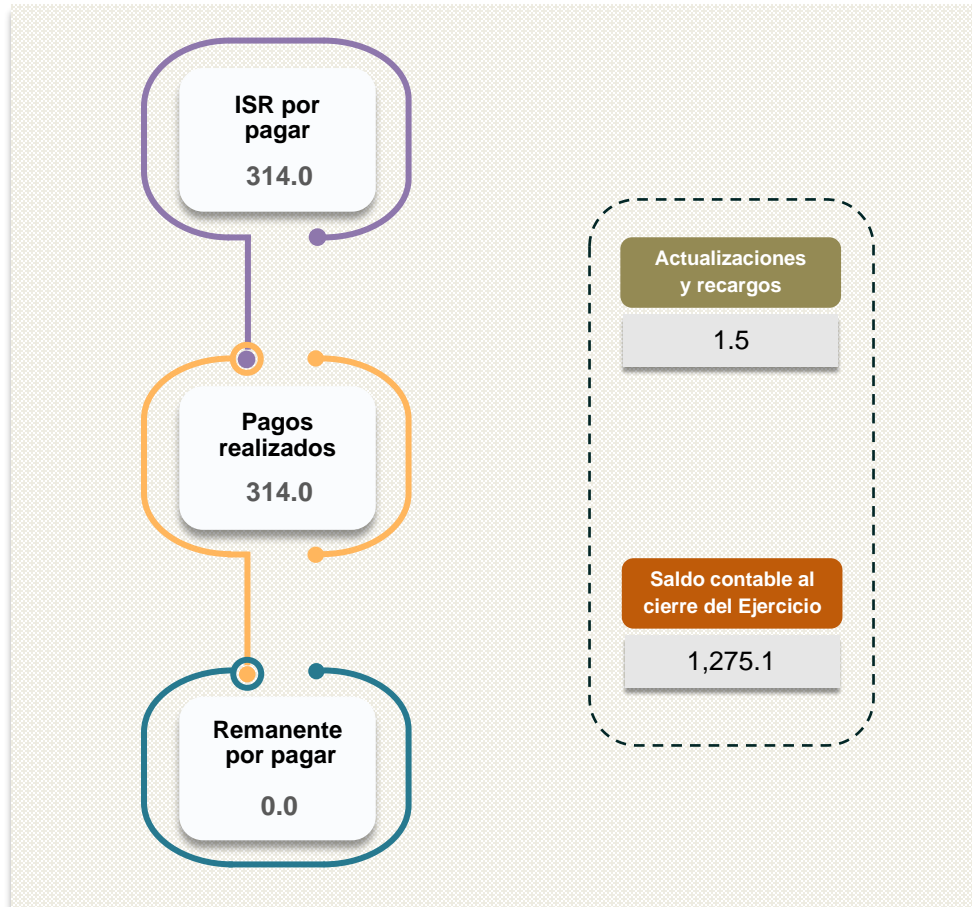 ISR por
pagar
314.0
Pagos
realizados
314.0
Remanente
por pagar
0.0
Actualizaciones
y recargos
1.5
Saldo contable al
cierre del Ejercicio
1,275.1